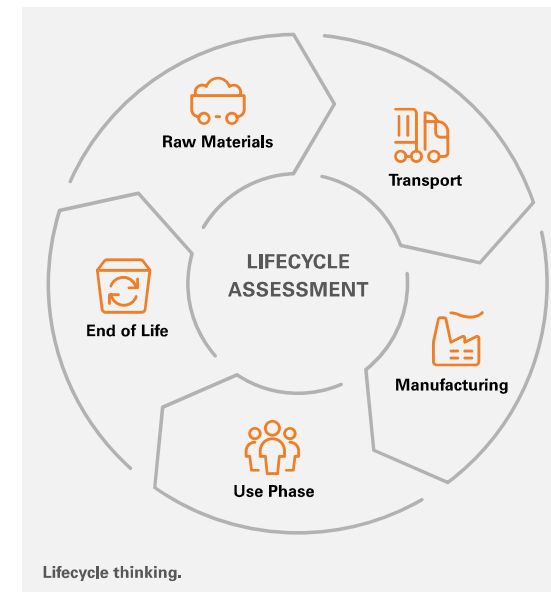 Raw Materials
Transport
LIFECYCLE
ASSESSMENT
End of Life
Manufacturing
Use Phase
Lifecycle thinking.